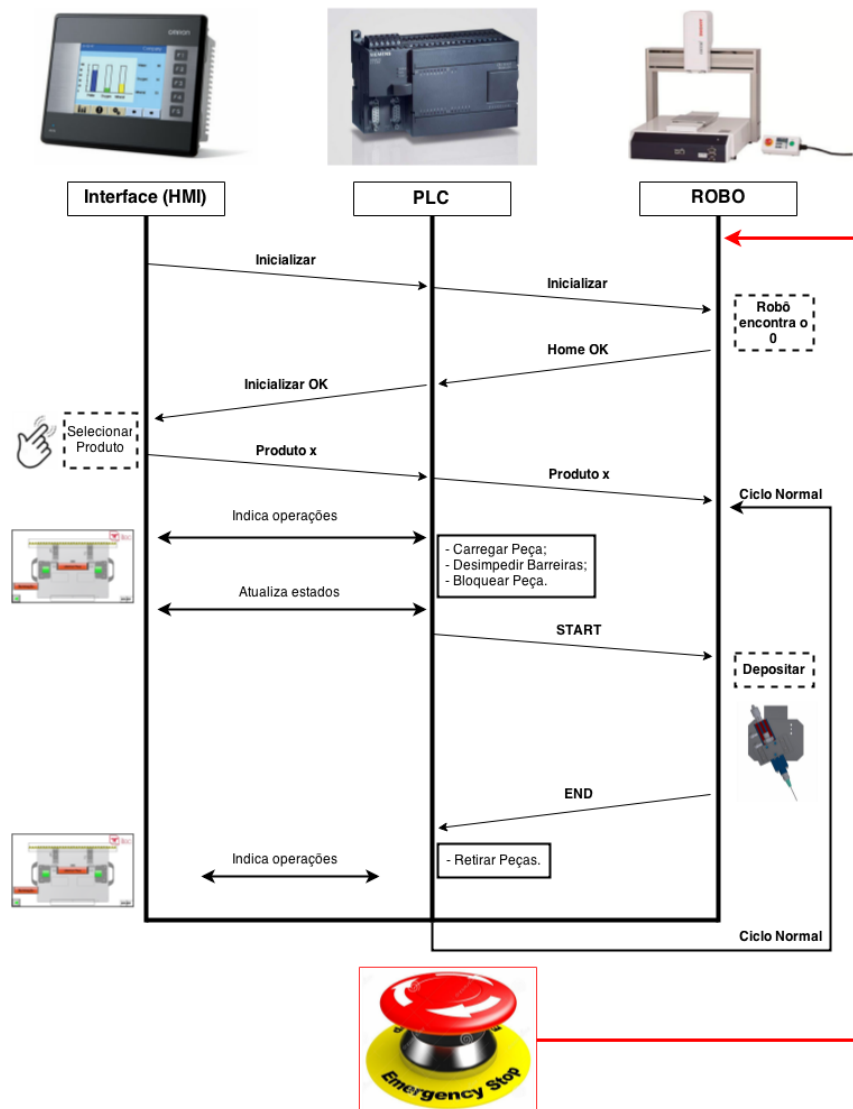 OMRON
SIEMENS
Interface (HMI)
PLC
ROBO
Inicializar
Inicializar
Robô
encontra o
0
Home OK
Inicializar OK
Selecionar
Produto
Produto x
Produto x
Ciclo Normal
Indica operações
- Carregar Peça;
- Desimpedir Barreiras;
- Bloquear Peça.
Atualiza estados
START
Depositar
END
Indica operações
- Retirar Peças.
Ciclo Normal
Emergency Stop